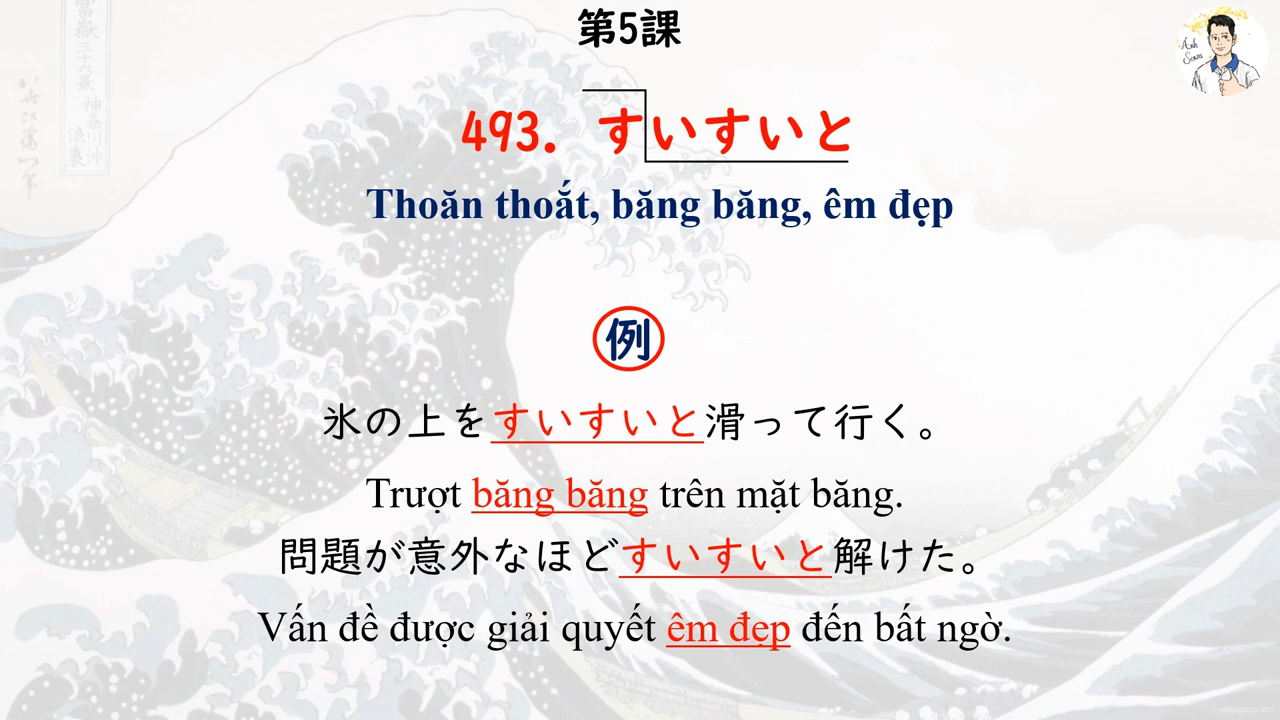 第5課
493. すいすいと
Thoăn thoắt, băng băng, êm đẹp
例
氷の上をすいすいと滑って行く。
Trượt băng băng trên mặt băng.
問題が意外なほどすいすいと解けた。
Vấn đề được giải quyết êm đẹp đến bất ngờ.